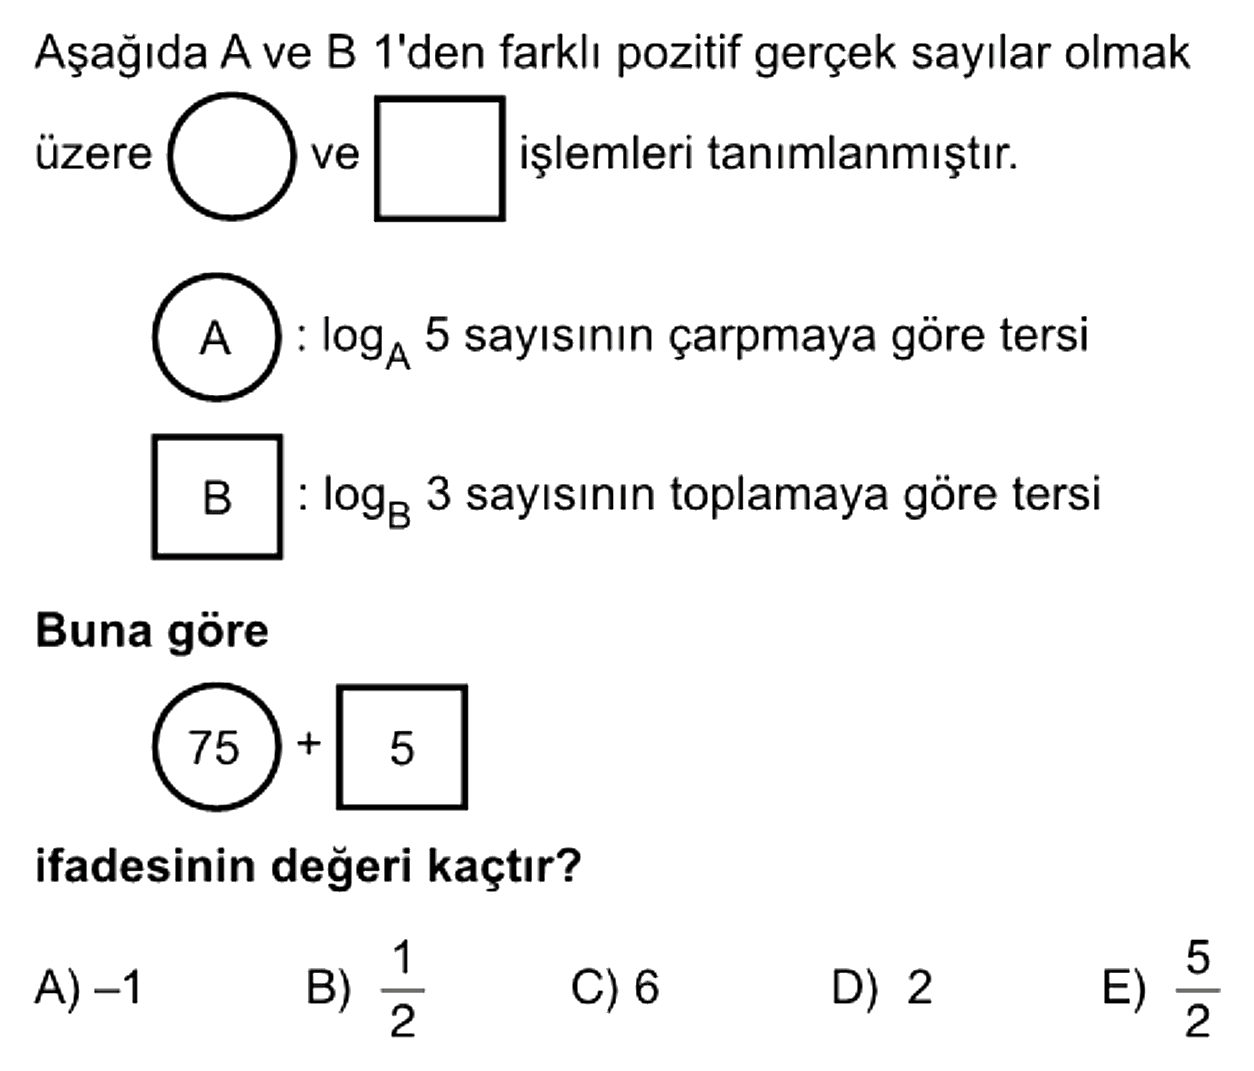 Aşağıda A ve B 1'den farklı pozitif gerçek sayılar olmak
üzere ve işlemleri tanımlanmıştır.
A : log_A 5 sayısının çarpmaya göre tersi
B : log_B 3 sayısının toplamaya göre tersi
Buna göre
75 + 5
ifadesinin değeri kaçtır?
A) –1 B) 1/2 C) 6 D) 2 E) 5/2